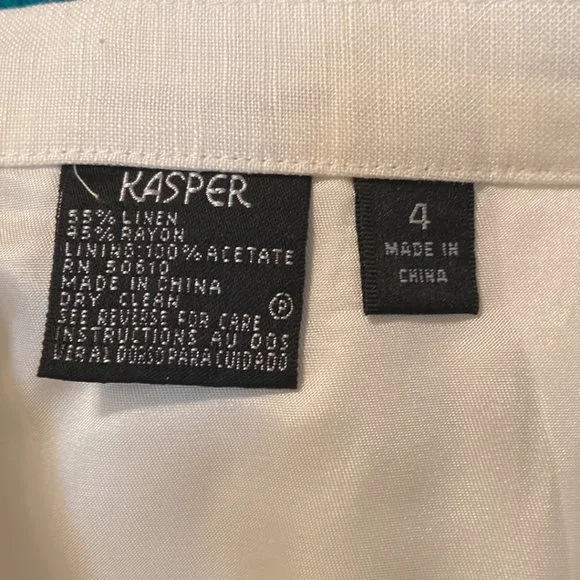 KASPER
55% LINEN
45% RAYON
LINING:100% ACETATE
RN 50610
MADE IN CHINA
DRY CLEAN
P
SEE REVERSE FOR CARE
INSTRUCTIONS AU DOS
VER AL DORSO PARA CUIDADO
4
MADE IN
CHINA